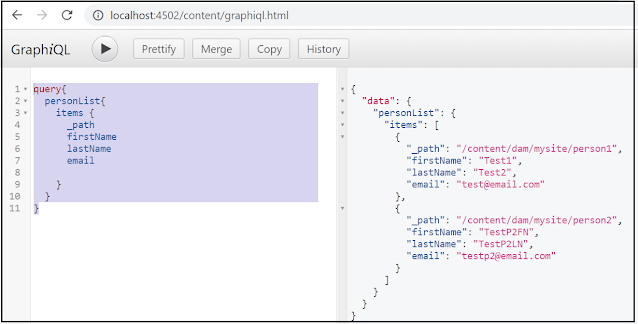 localhost:4502/content/graphiql.html
GraphiQL Prettify Merge Copy History
1 query{
2 personList{
3 items {
4 _path
5 firstName
6 lastName
7 email
8
9 }
10 }
11 }
{
"data": {
"personList": {
"items": [
{
"_path": "/content/dam/mysite/person1",
"firstName": "Test1",
"lastName": "Test2",
"email": "test@email.com"
},
{
"_path": "/content/dam/mysite/person2",
"firstName": "TestP2FN",
"lastName": "TestP2LN",
"email": "testp2@email.com"
}
]
}
}
}